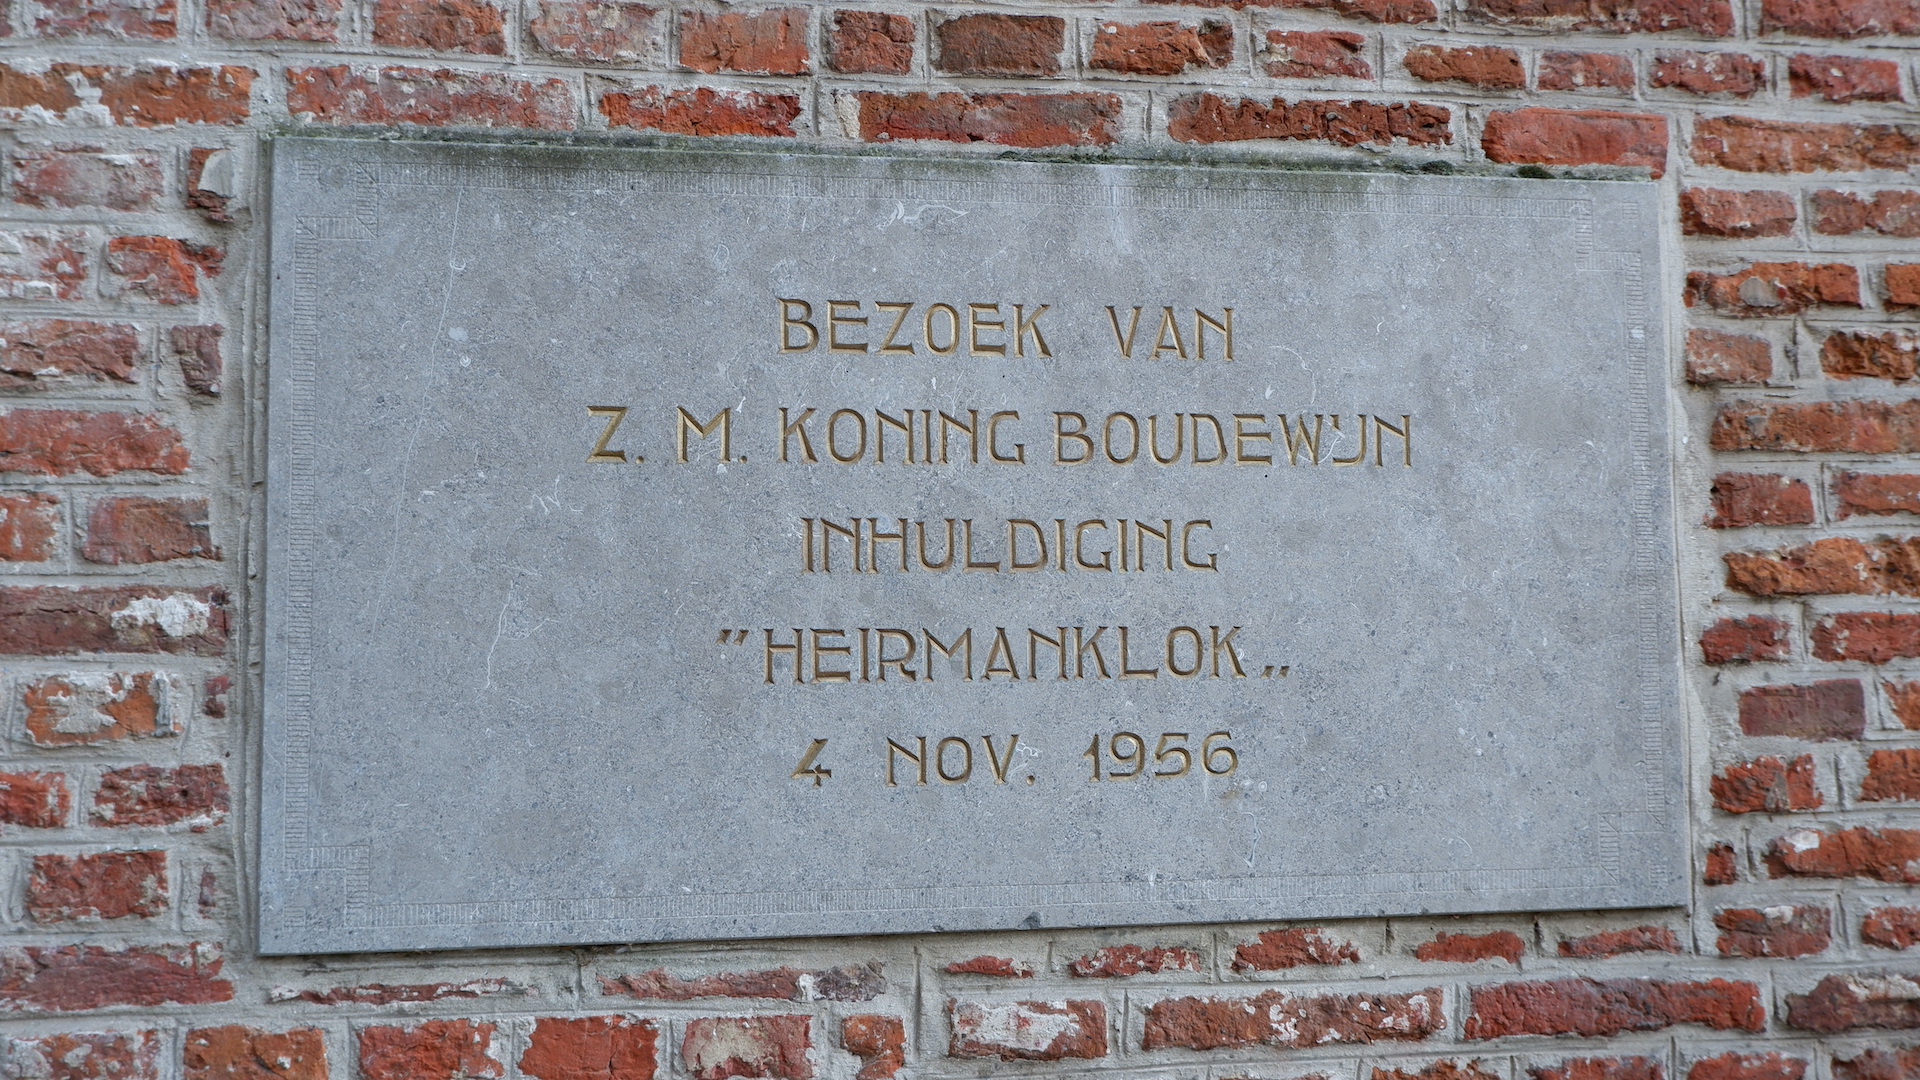 BEZOEK VAN
Z. M. KONING BOUDEWIJN
INHULDIGING
"HEIRMANKLOK„
4 NOV. 1956